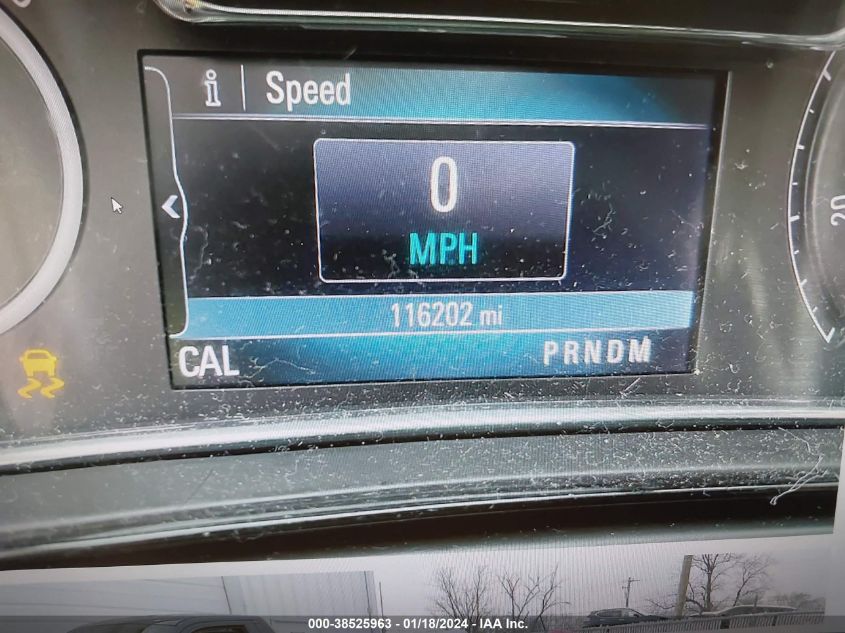 i Speed
0
MPH
116202 mi
CAL PRNDM
20
000-38525963 - 01/18/2024 - IAA Inc.